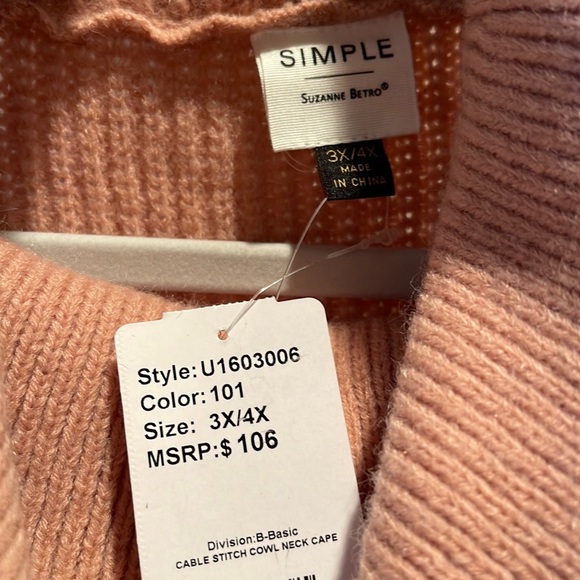 SIMPLE
SUZANNE BETRO®
3X/4X
MADE
IN CHINA
Style: U1603006
Color: 101
Size: 3X/4X
MSRP:$ 106
Division:B-Basic
CABLE STITCH COWL NECK CAPE